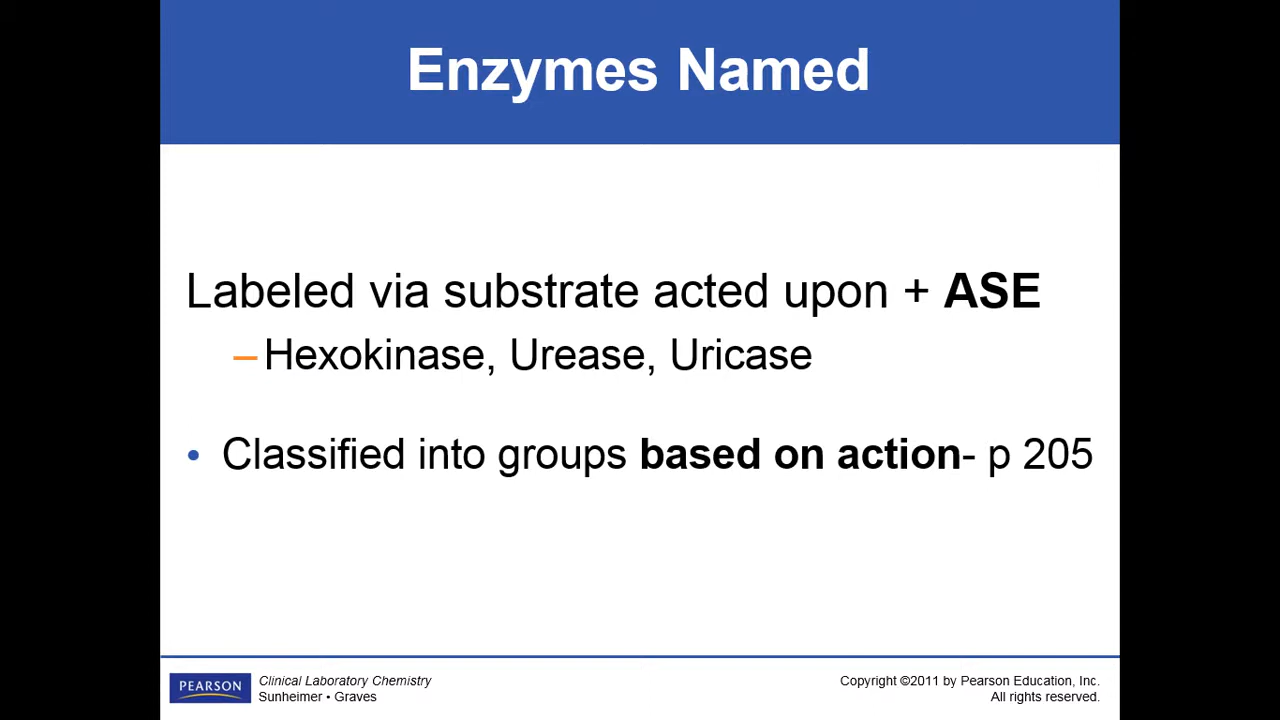 Enzymes Named
Labeled via substrate acted upon + ASE
–Hexokinase, Urease, Uricase
• Classified into groups based on action- p 205
PEARSON
Clinical Laboratory Chemistry
Sunheimer • Graves
Copyright ©2011 by Pearson Education, Inc.
All rights reserved.